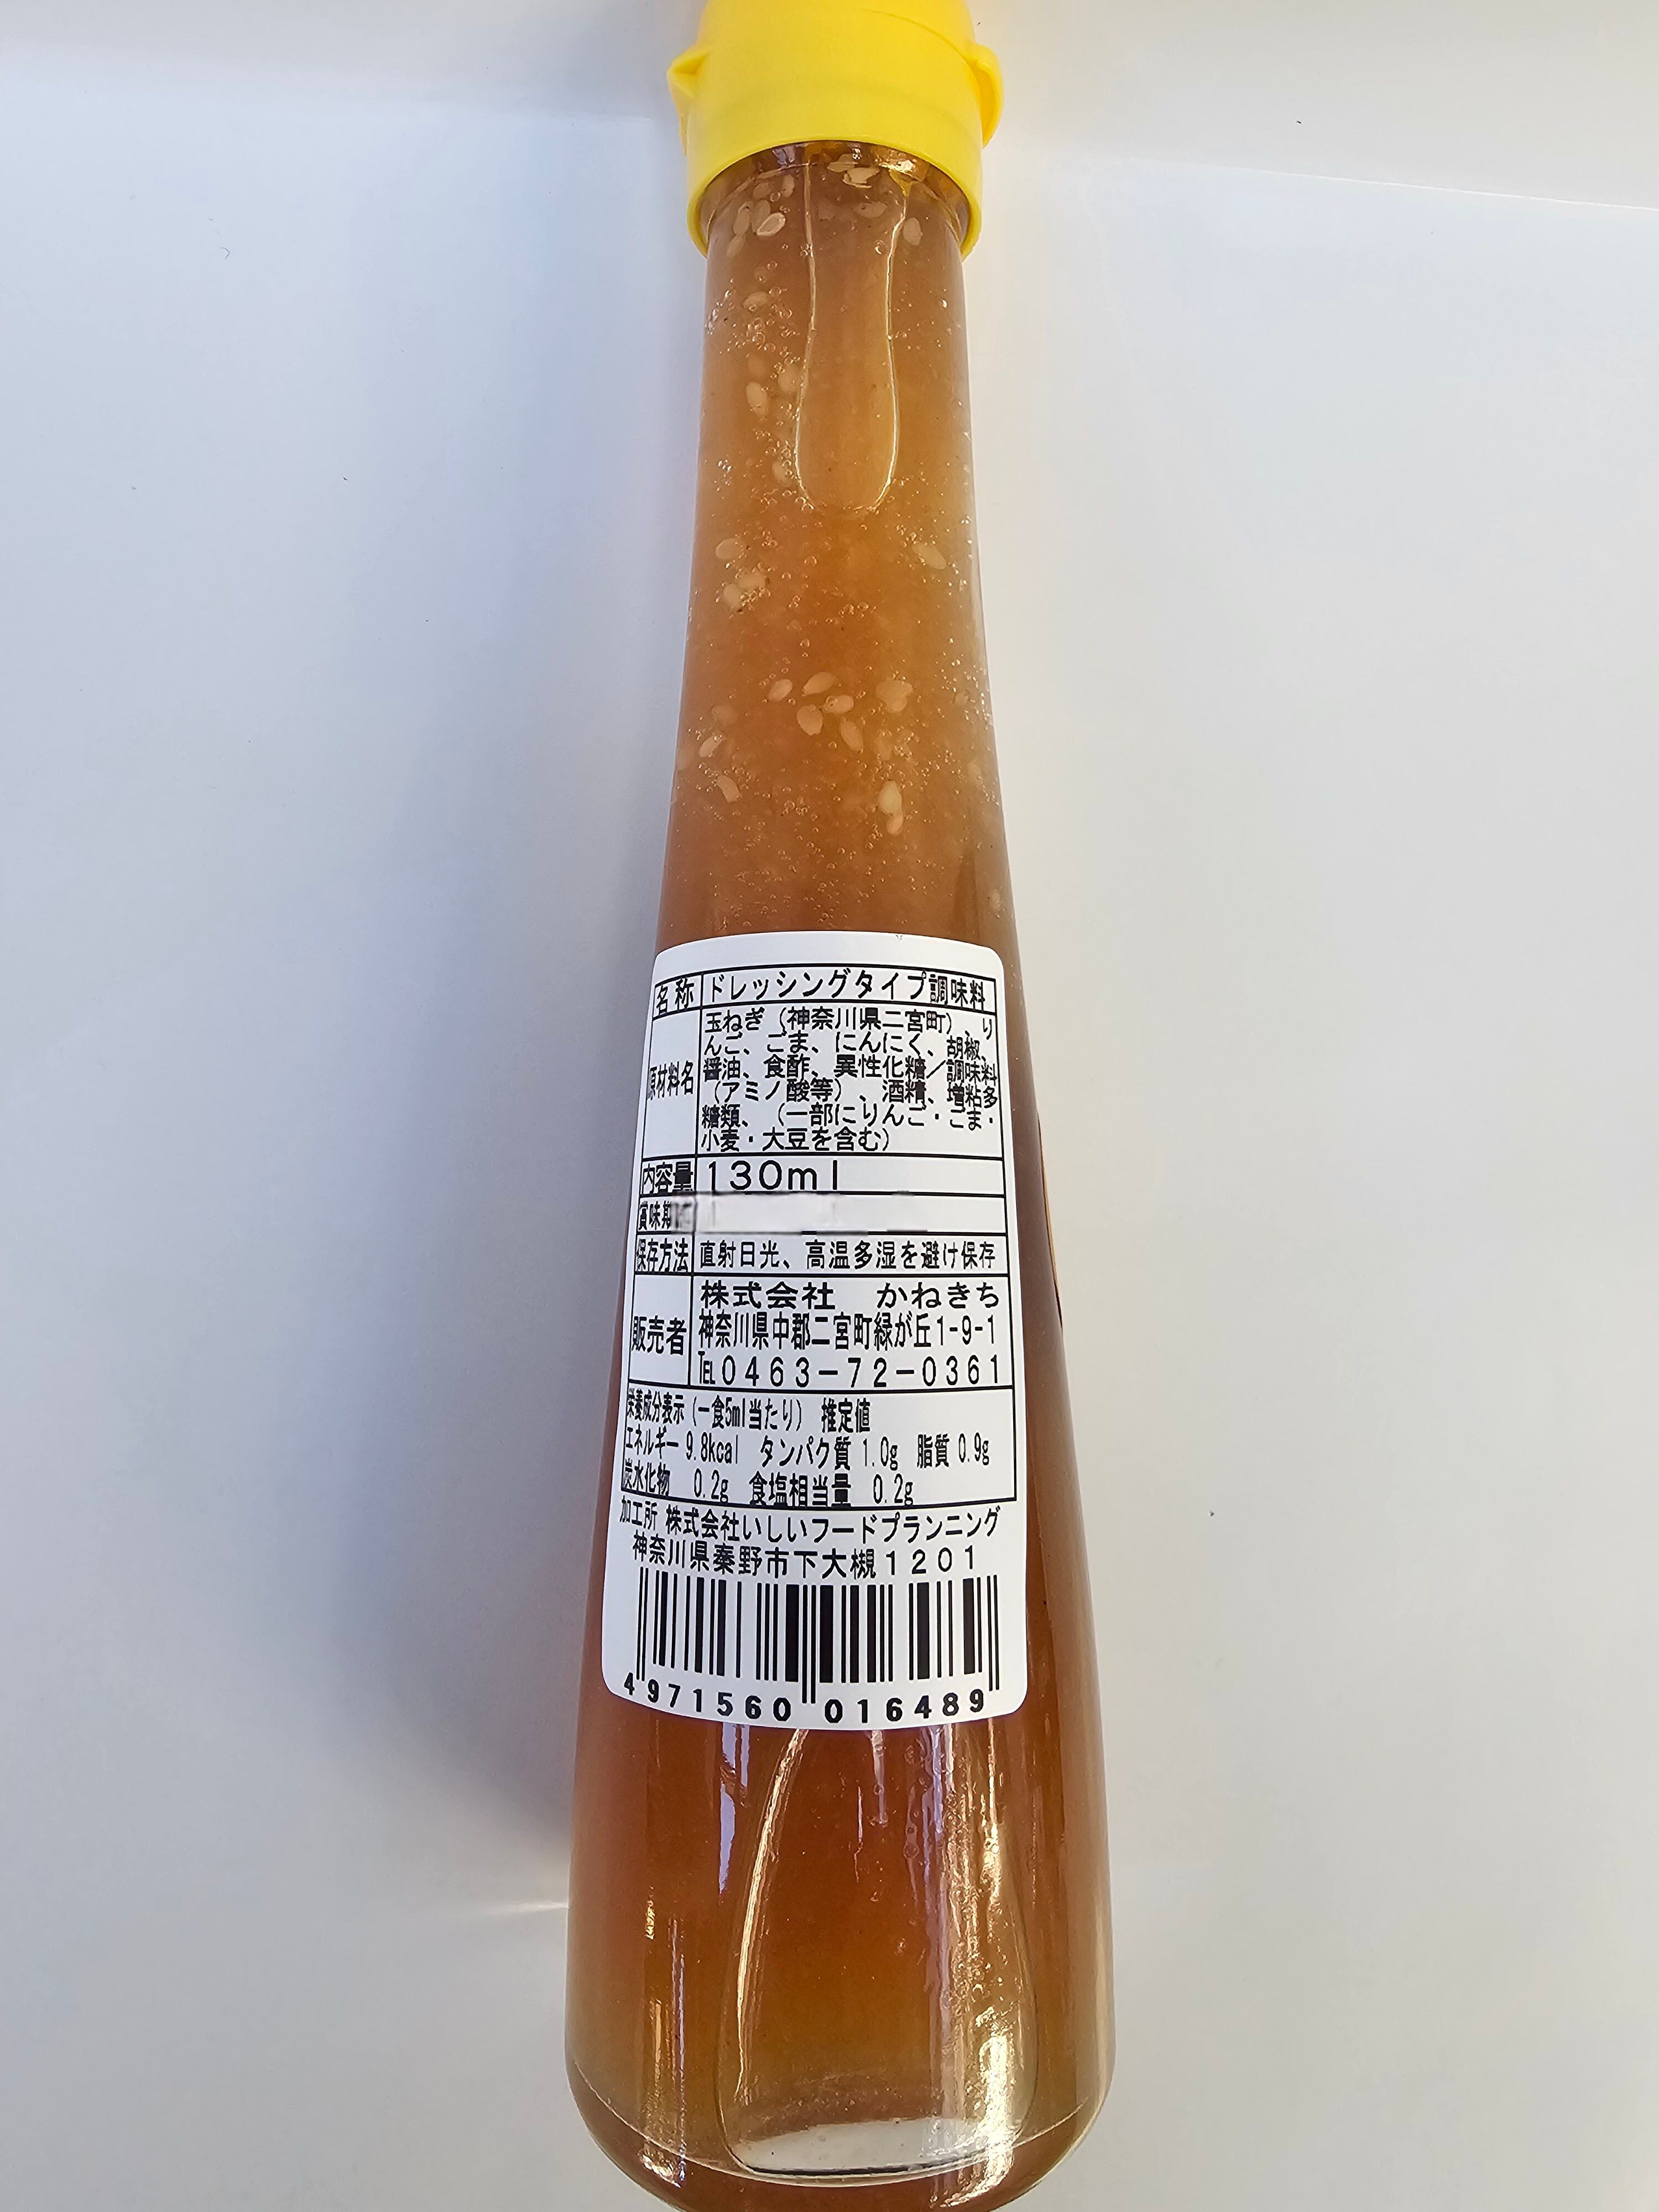 名称 ドレッシングタイプ調味料
原材料名
玉ねぎ（神奈川県二宮町）、り
んご、ごま、にんにく、胡椒、
醤油、食酢、異性化糖／調味料
（アミノ酸等）、酒精、増粘多
糖類、（一部にりんご・ごま・
小麦・大豆を含む）
内容量 130ml
賞味期
保存方法 直射日光、高温多湿を避け保存
販売者
株式会社 かねきち
神奈川県中郡二宮町緑が丘1-9-1
℡0463-72-0361
栄養成分表示（一食5ml当たり） 推定値
エネルギー 9.8kcal タンパク質 1.0g 脂質 0.9g
炭水化物 0.2g 食塩相当量 0.2g
加工所 株式会社いしいフードプランニング
神奈川県秦野市下大槻1201
4 971560 016489